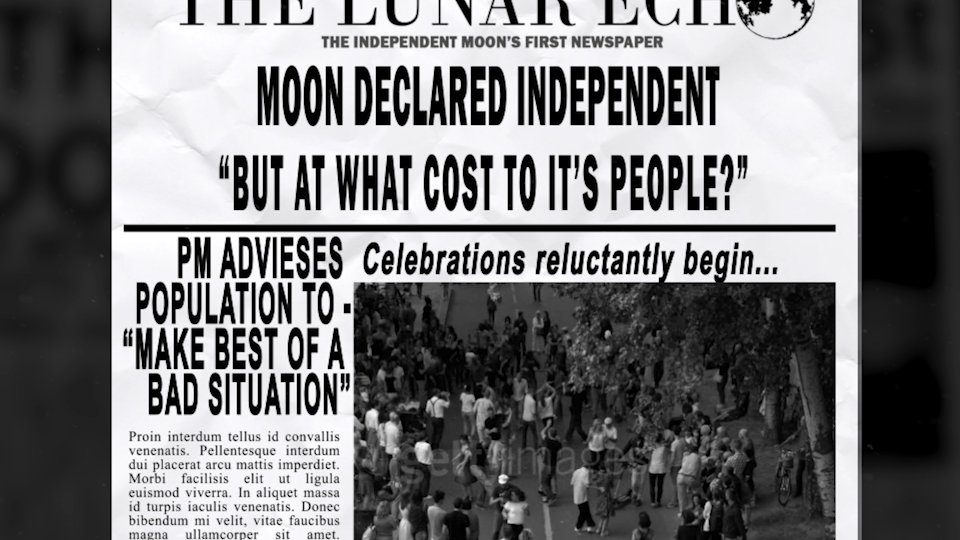 THE LUNAR ECHO
THE INDEPENDENT MOON'S FIRST NEWSPAPER
MOON DECLARED INDEPENDENT
“BUT AT WHAT COST TO IT'S PEOPLE?”
PM ADVIESES
POPULATION TO -
“MAKE BEST OF A
BAD SITUATION”
Celebrations reluctantly begin...
Proin interdum tellus id convallis
venenatis. Pellentesque interdum
dui placerat arcu mattis imperdiet.
Morbi facilisis elit ut ligula
euismod viverra. In aliquet massa
id turpis iaculis venenatis. Donec
bibendum mi velit, vitae faucibus
magna ullamcorper sit amet.
gettyimages